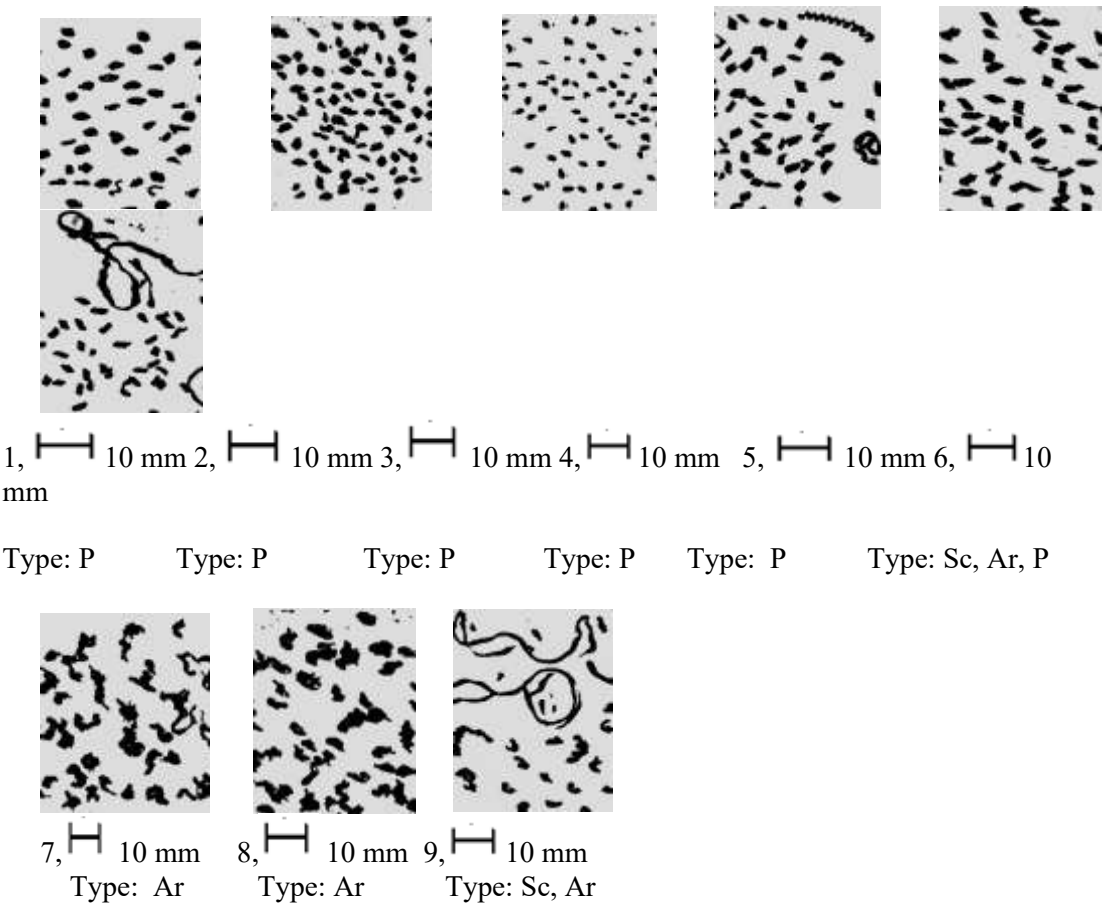 1, 10 mm 2, 10 mm 3, 10 mm 4, 10 mm 5, 10 mm 6, 10
mm
Type: P Type: P Type: P Type: P Type: P Type: Sc, Ar, P
7, 10 mm 8, 10 mm 9, 10 mm
Type: Ar Type: Ar Type: Sc, Ar